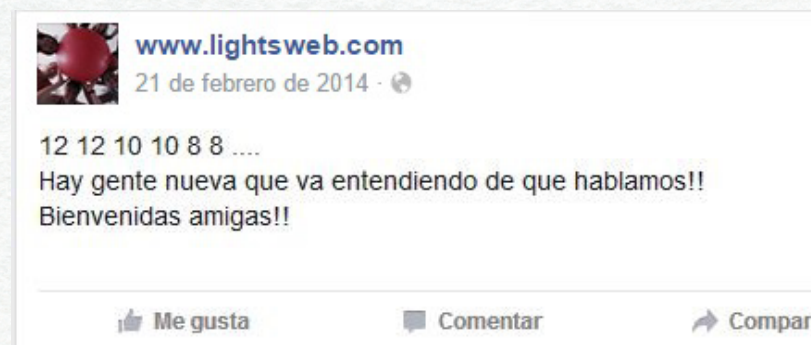 www.lightsweb.com
21 de febrero de 2014 ·
12 12 10 10 8 8 ....
Hay gente nueva que va entendiendo de que hablamos!!
Bienvenidas amigas!!
Me gusta Comentar Compar